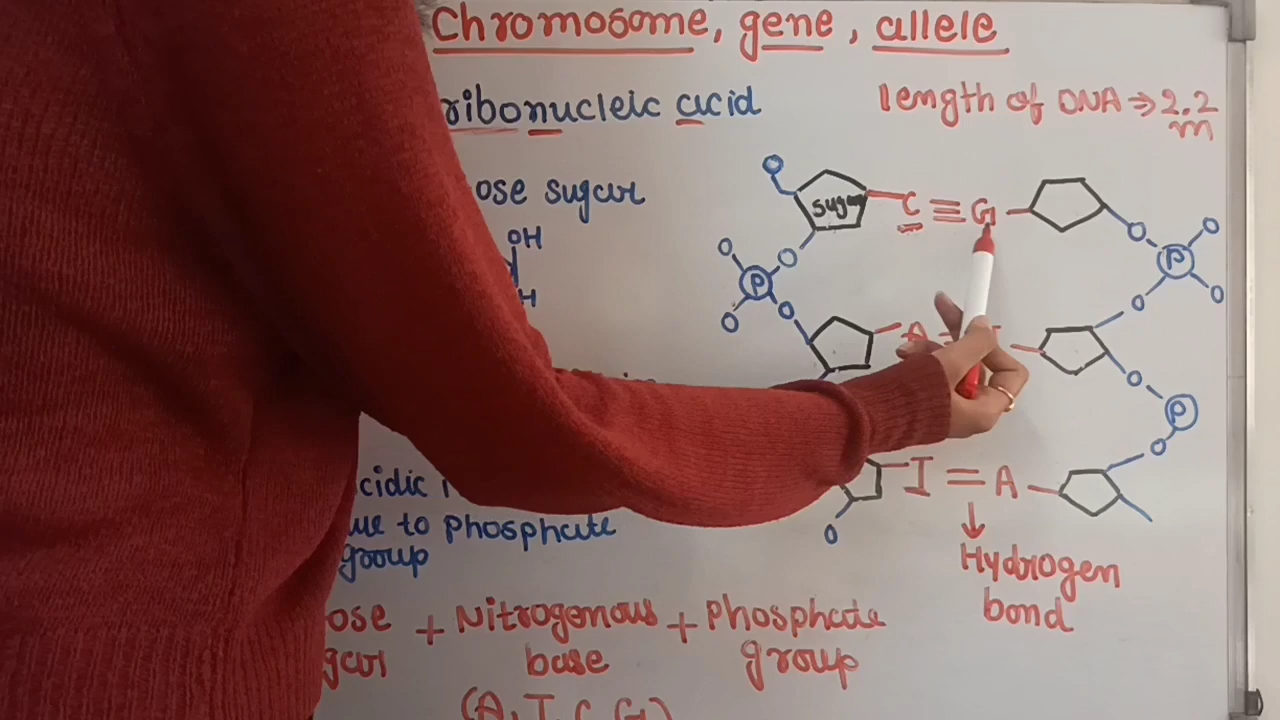 Chromosome, gene, allele
ribonucleic acid
length of DNA ⇒ 2.2 m
ose sugar
OH
H
sugar C ≡ G
P
P
A
P
cidic
I = A
ue to phosphate
group
Hydrogen
bond
ose + Nitrogenous + Phosphate
gar base group
(A, T, C, G)